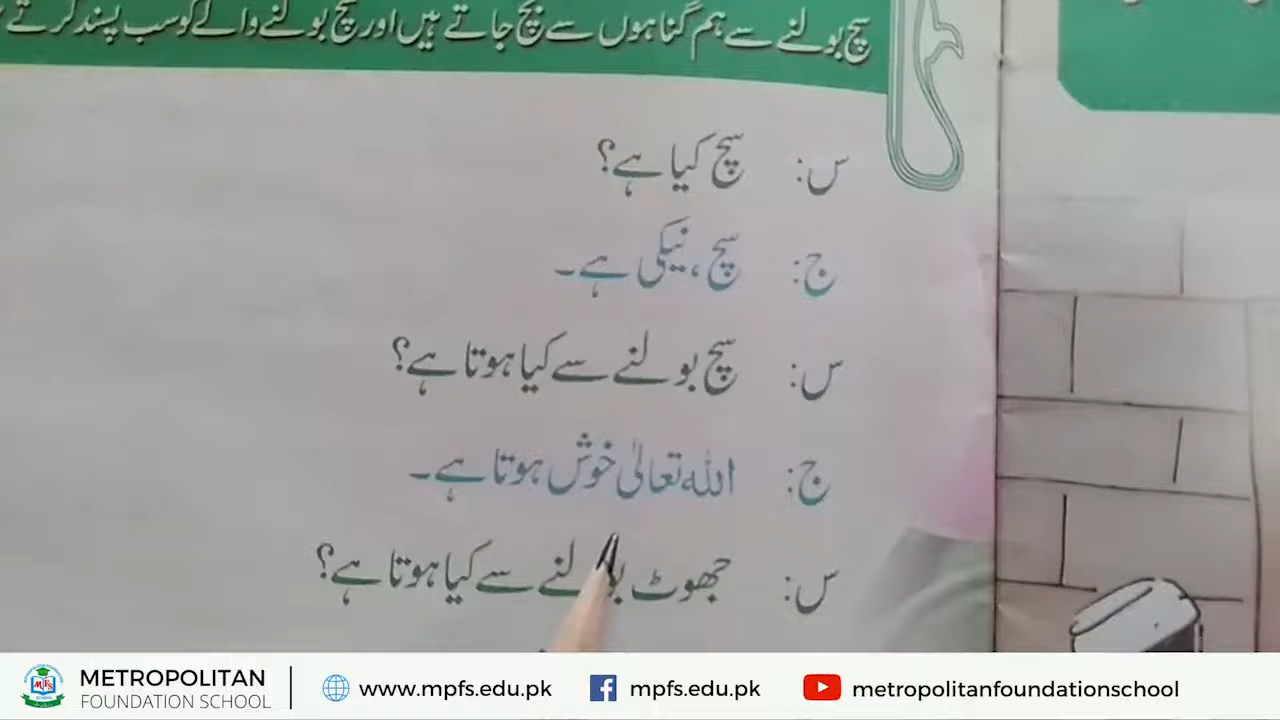 سچ بولنے سے ہم گناہوں سے بچ جاتے ہیں اور سچ بولنے والے کو سب پسند کرتے
س: سچ کیا ہے؟
ج: سچ، نیکی ہے۔
س: سچ بولنے سے کیا ہوتا ہے؟
ج: اللہ تعالیٰ خوش ہوتا ہے۔
س: جھوٹ بولنے سے کیا ہوتا ہے؟
METROPOLITAN
FOUNDATION SCHOOL
www.mpfs.edu.pk
mpfs.edu.pk
metropolitanfoundationschool